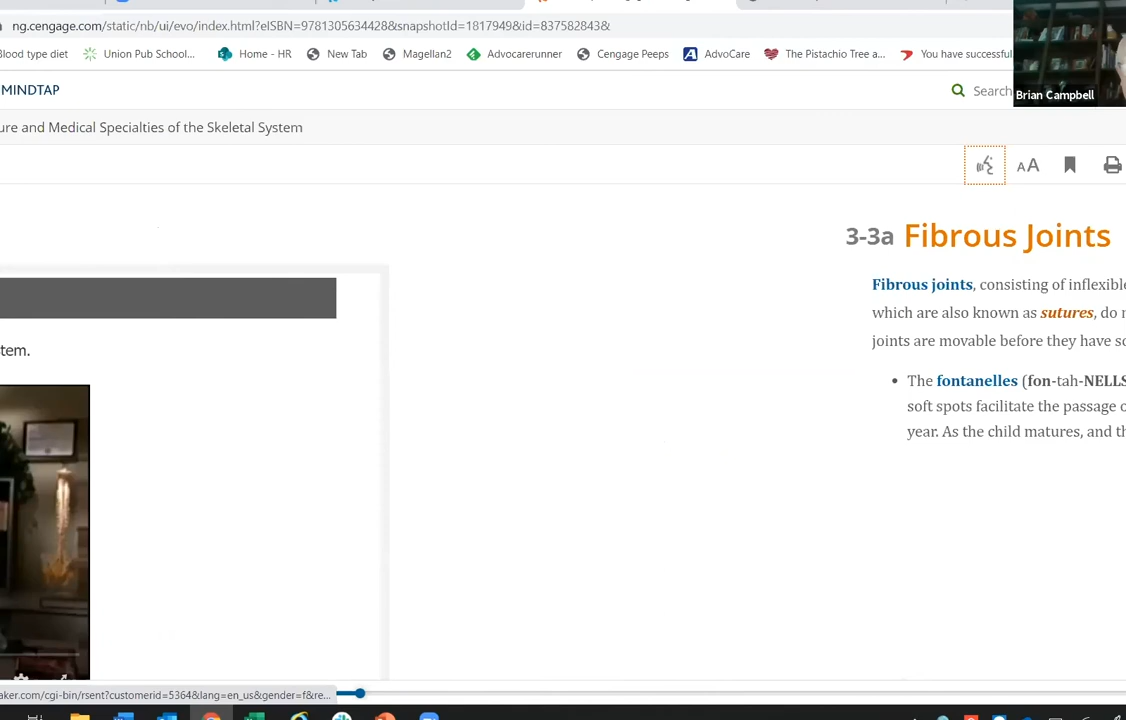 ng.cengage.com/static/nb/ui/evo/index.html?eISBN=9781305634428&snapshotId=1817949&id=837582843&
Blood type diet Union Pub School... Home - HR New Tab Magellan2 Advocarerunner Cengage Peeps AdvoCare The Pistachio Tree a... You have successful
MINDTAP
Search
Brian Campbell
ure and Medical Specialties of the Skeletal System
AA
3-3a Fibrous Joints
Fibrous joints, consisting of inflexible
which are also known as sutures, do
joints are movable before they have
tem.
• The fontanelles (fon-tah-NELLS
soft spots facilitate the passage
year. As the child matures, and
aker.com/cgi-bin/rsent?customerid=5364&lang=en_us&gender=f&re...